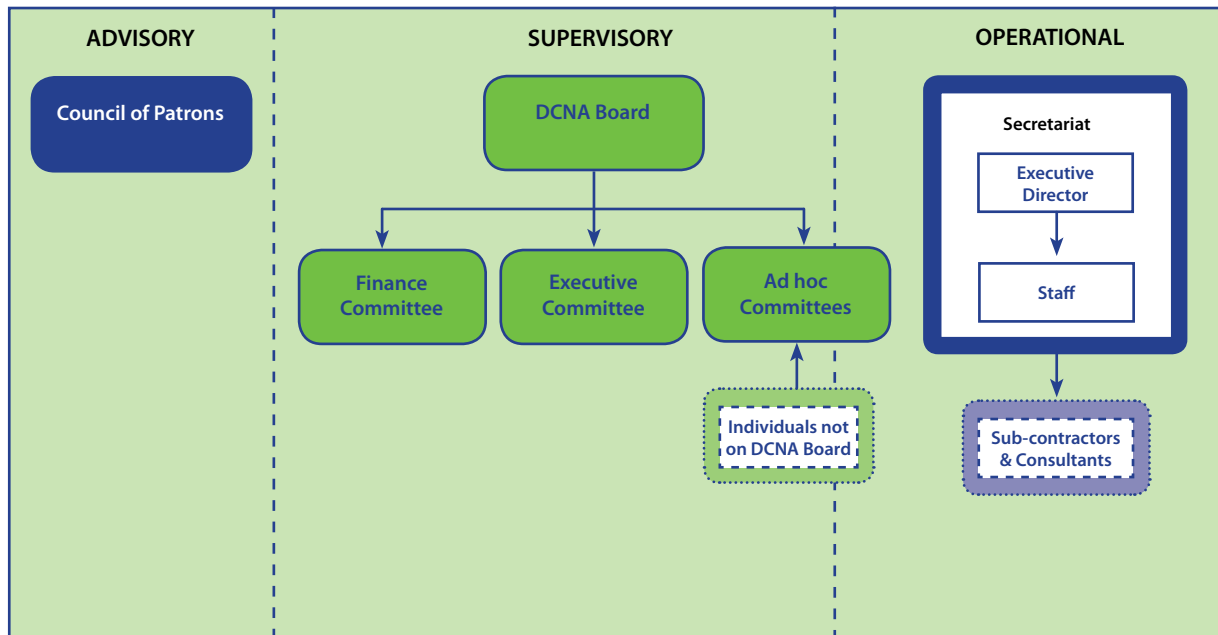 ADVISORY
Council of Patrons
SUPERVISORY
DCNA Board
Finance
Committee
Executive
Committee
Ad hoc
Committees
Individuals not
on DCNA Board
OPERATIONAL
Secretariat
Executive
Director
Staff
Sub-contractors
& Consultants